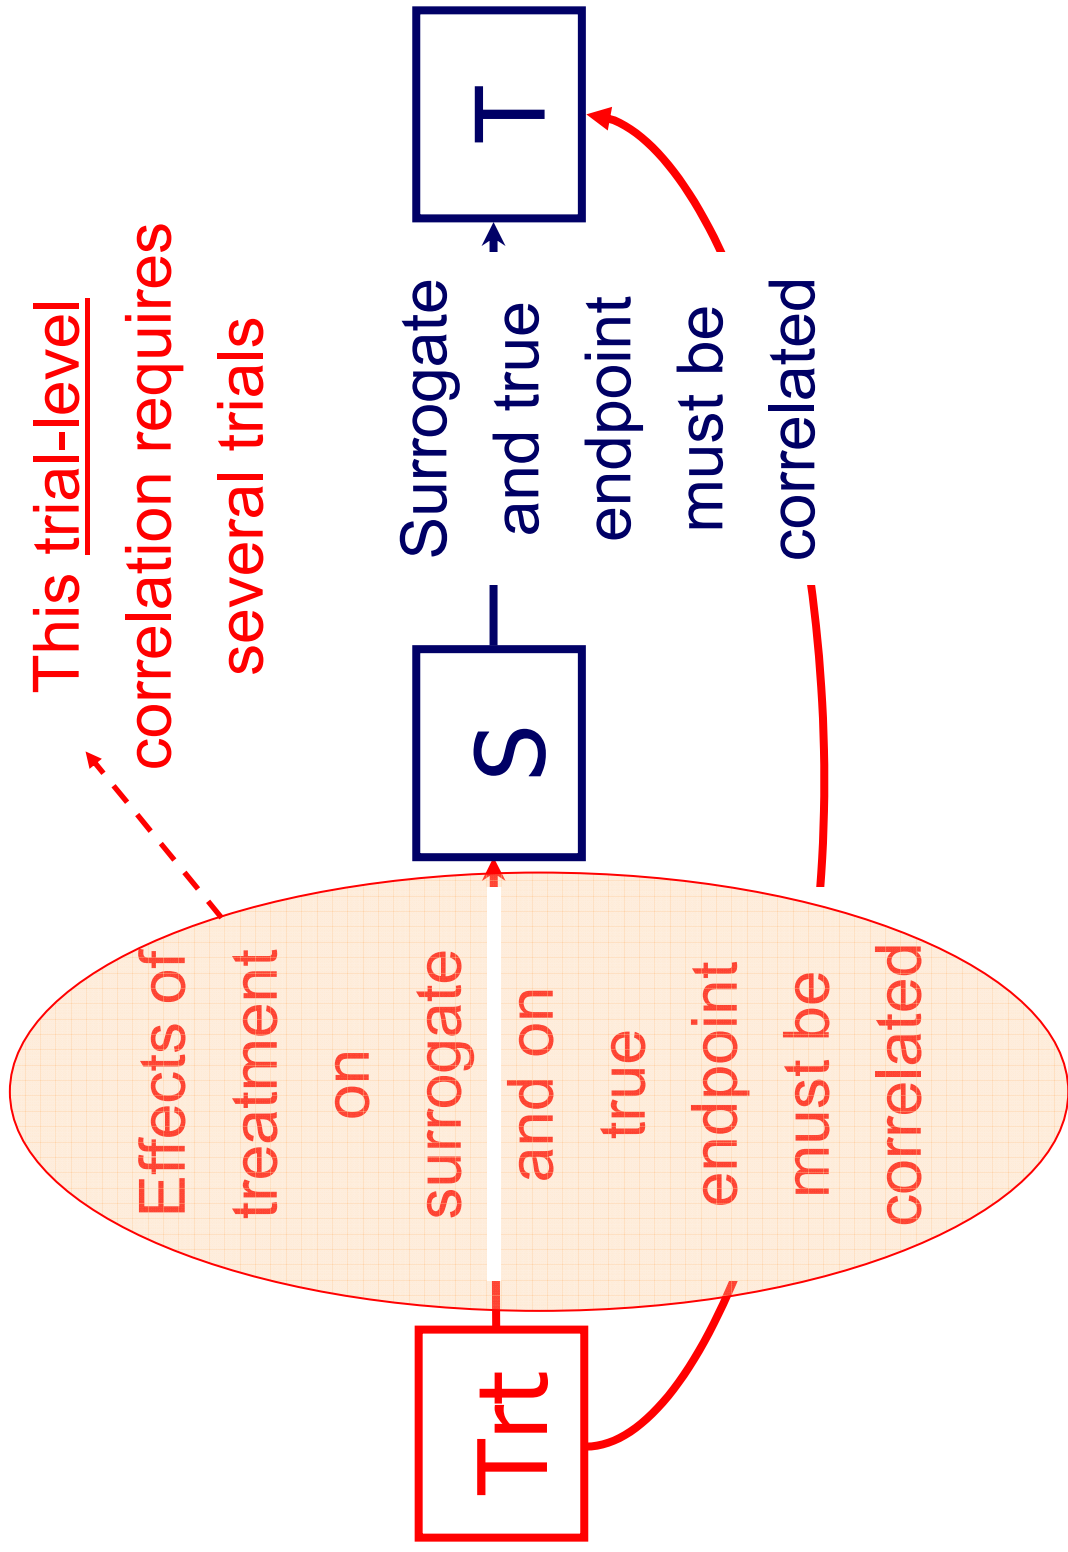 This trial-level
correlation requires
several trials
Effects of
treatment
on
surrogate
and on
true
endpoint
must be
correlated
Surrogate
and true
endpoint
must be
correlated
Trt
S
T